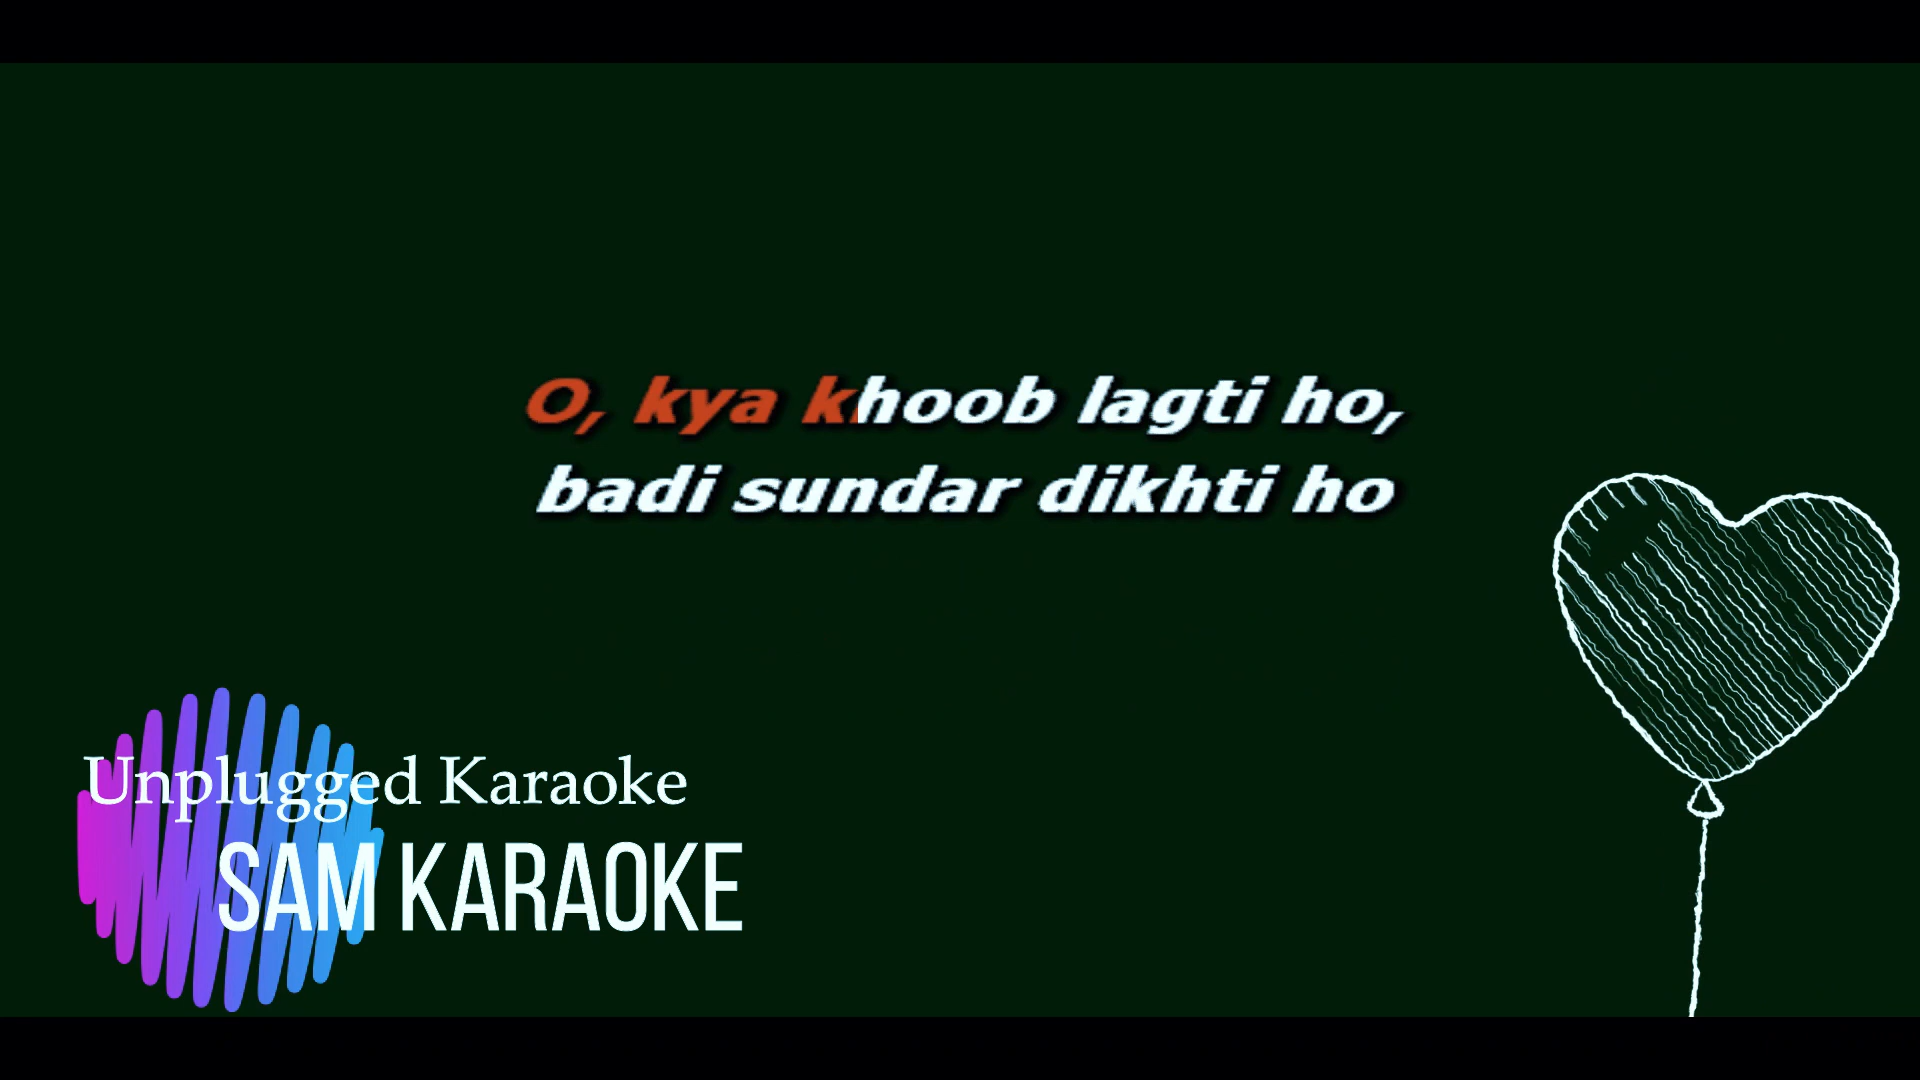 O, kya khoob lagti ho,
badi sundar dikhti ho
Unplugged Karaoke
SAM KARAOKE